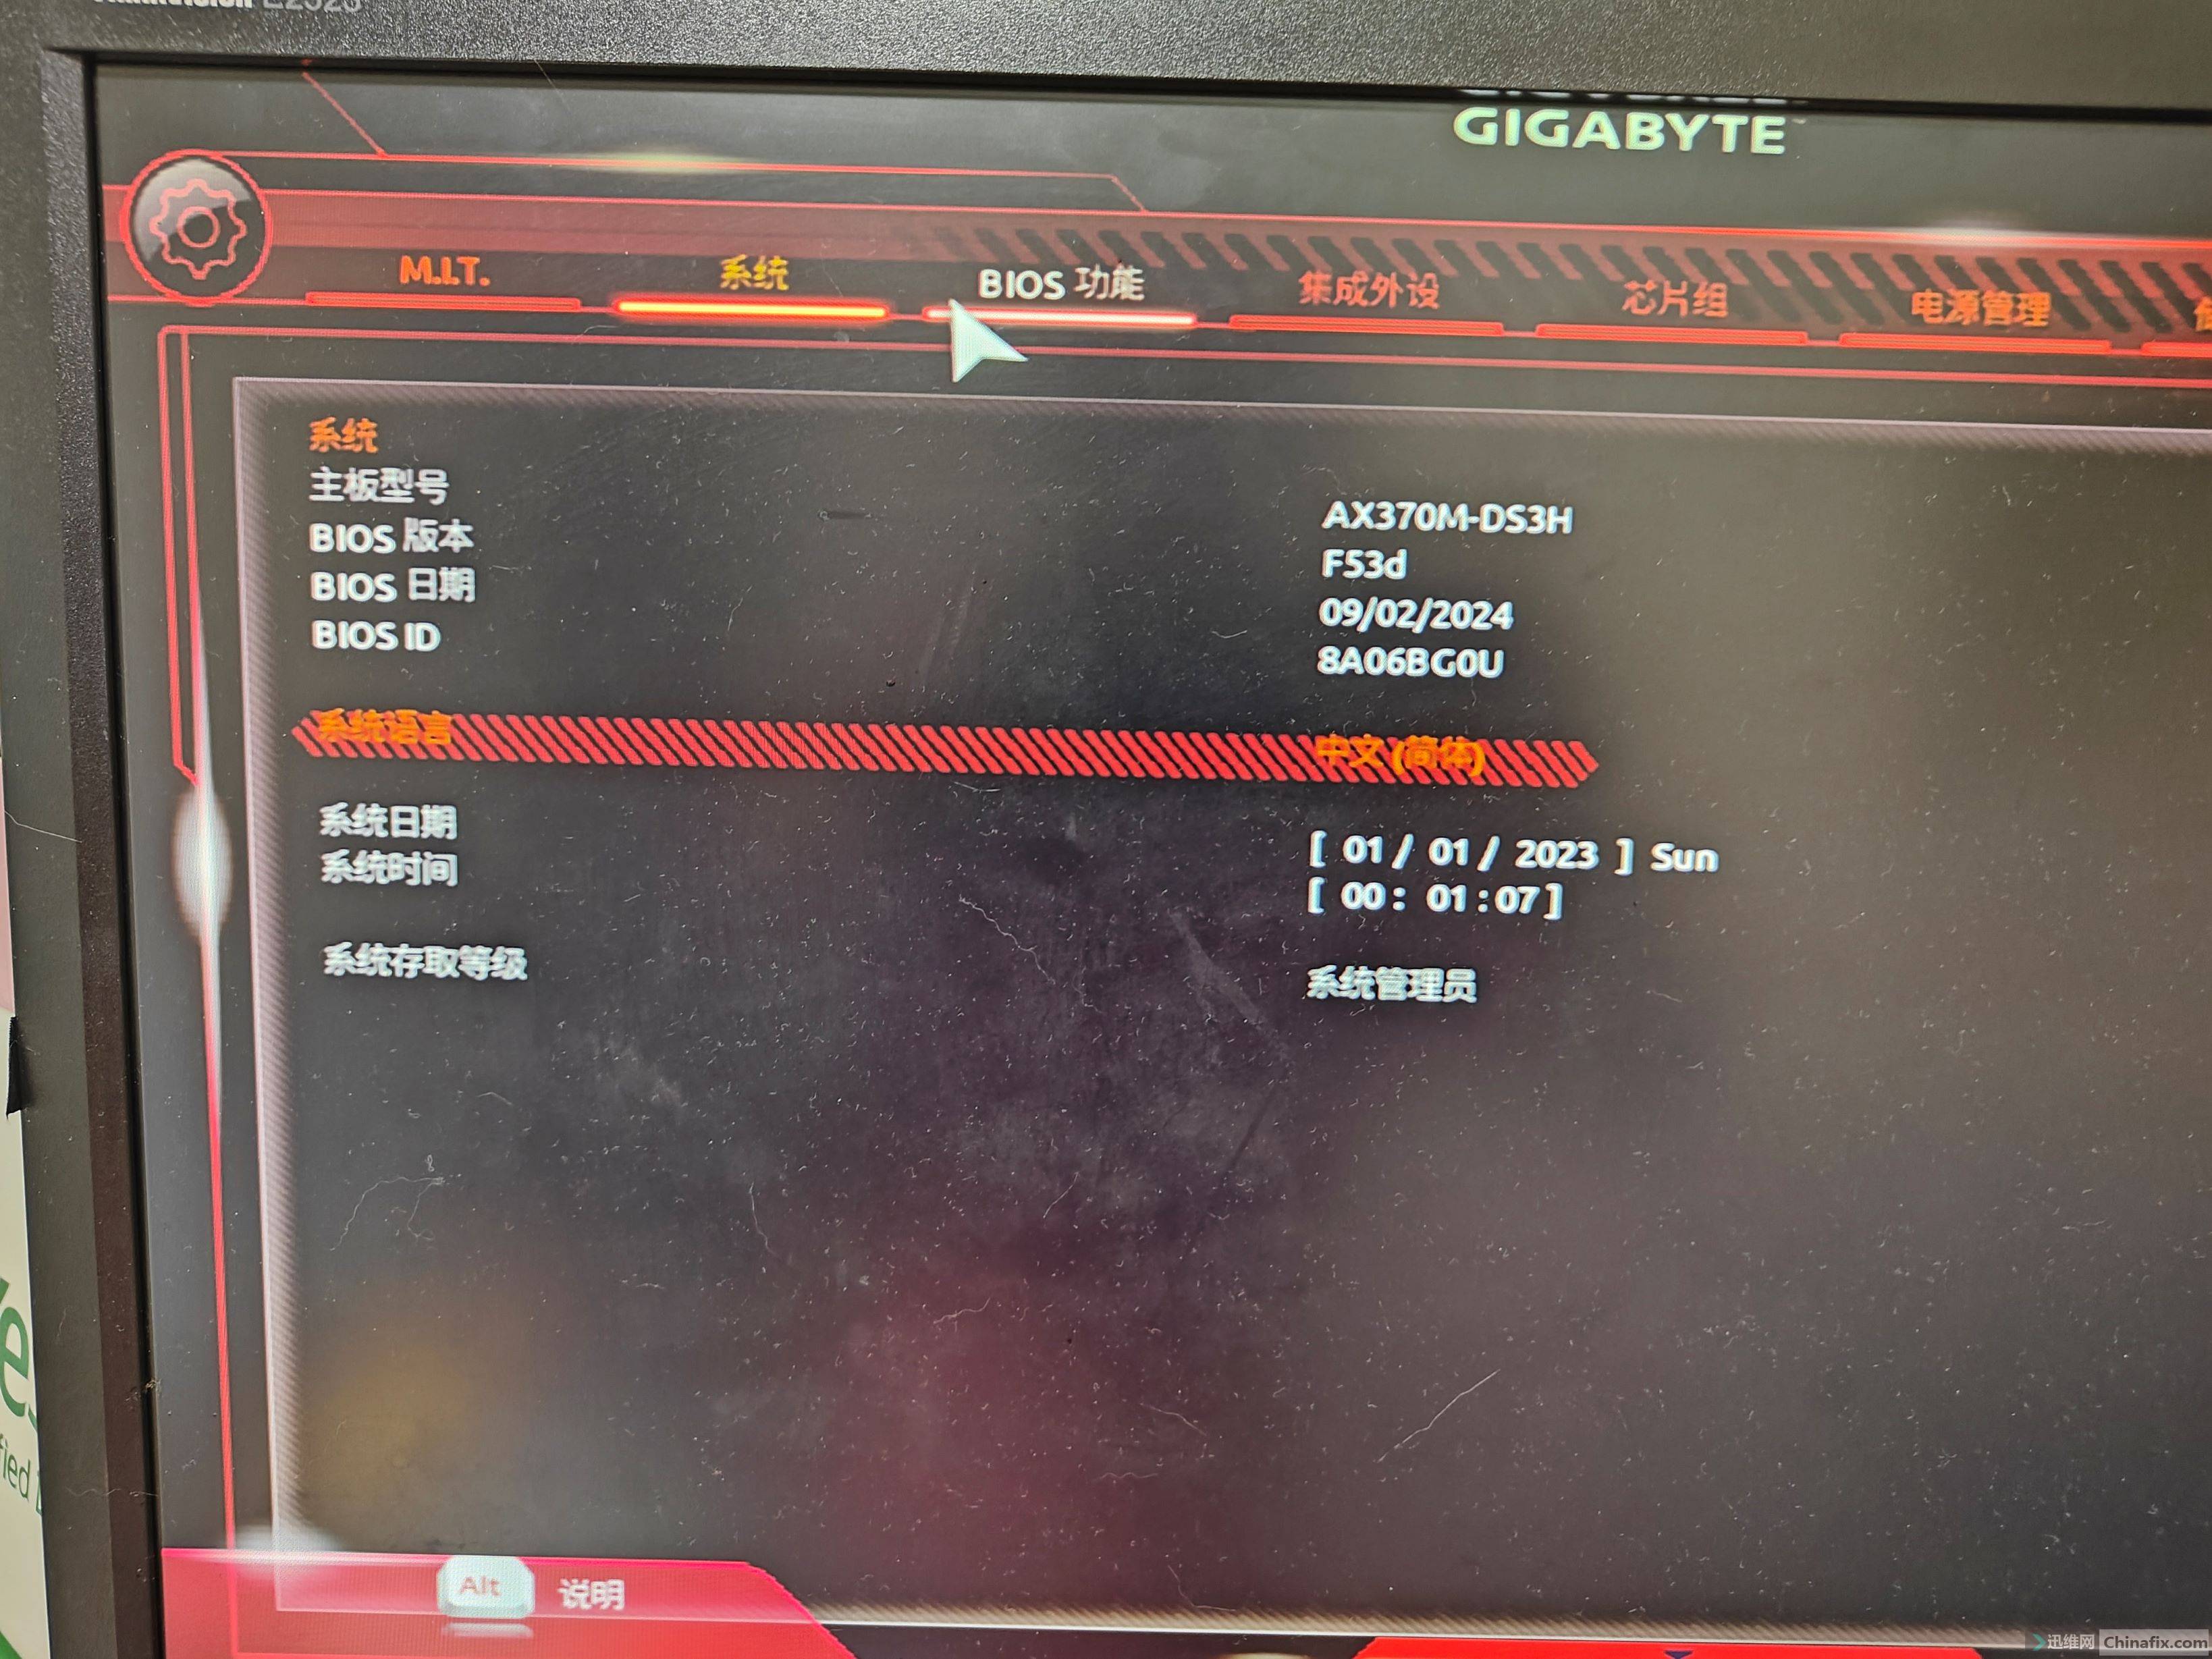 GIGABYTE
M.I.T. 系统 BIOS 功能 集成外设 芯片组 电源管理
系统
主板型号 AX370M-DS3H
BIOS 版本 F53d
BIOS 日期 09/02/2024
BIOS ID 8A06BG0U
系统语言 中文 (简体)
系统日期 [ 01 / 01 / 2023 ] Sun
系统时间 [ 00 : 01 : 07 ]
系统存取等级 系统管理员
Alt 说明
迅维网 Chinafix.com